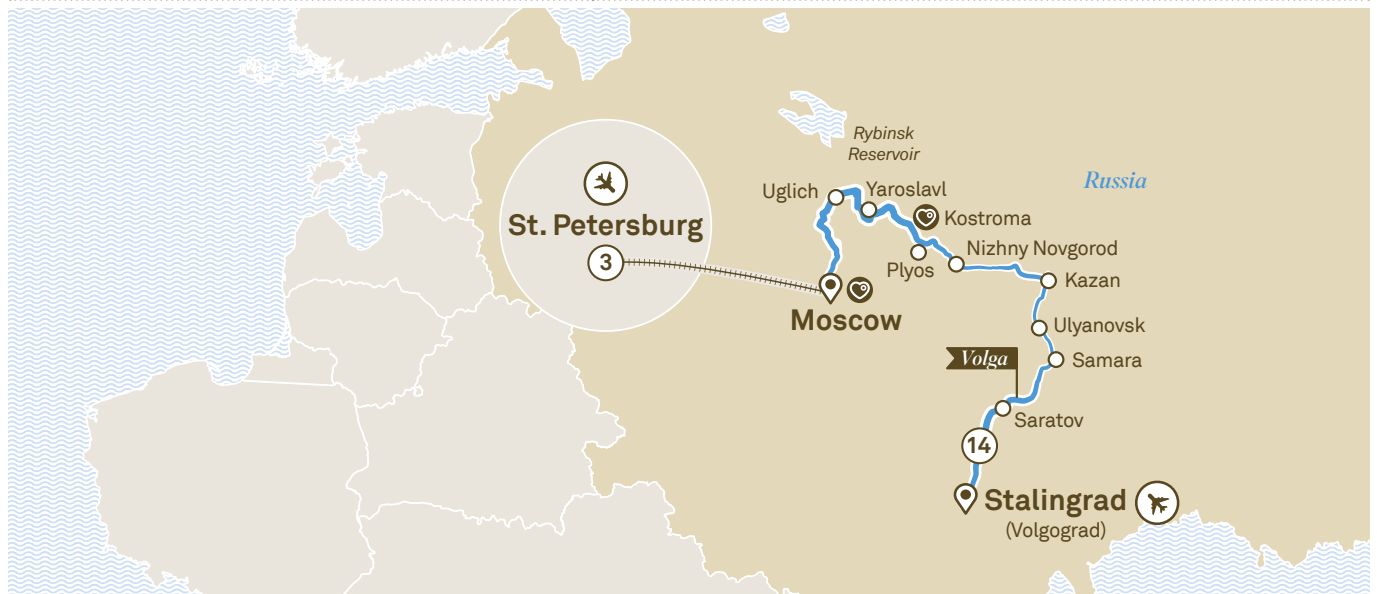 Rybinsk
Reservoir
Russia
Uglich
Yaroslavl
St. Petersburg
Kostroma
3
Nizhny Novgorod
Plyos
Kazan
Moscow
Ulyanovsk
Volga
Samara
Saratov
14
Stalingrad
(Volgograd)